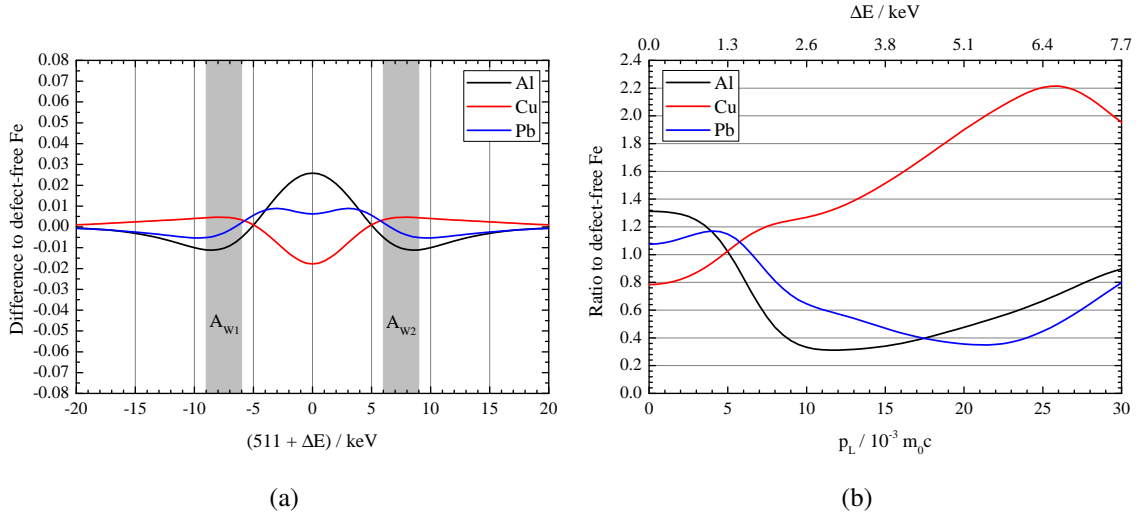 Difference to defect-free Fe
0.08
0.07
0.06
0.05
0.04
0.03
0.02
0.01
0.00
-0.01
-0.02
-0.03
-0.04
-0.05
-0.06
-0.07
-0.08
-20 -15 -10 -5 0 5 10 15 20
(511 + ΔE) / keV
Al
Cu
Pb
A_W1
A_W2
(a)
ΔE / keV
0.0 1.3 2.6 3.8 5.1 6.4 7.7
Ratio to defect-free Fe
2.4
2.2
2.0
1.8
1.6
1.4
1.2
1.0
0.8
0.6
0.4
0.2
0.0
0 5 10 15 20 25 30
p_L / 10^-3 m_0c
Al
Cu
Pb
(b)